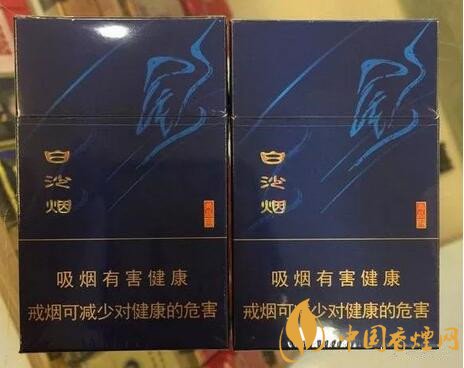 白沙烟
吸烟有害健康
戒烟可减少对健康的危害
白沙烟
吸烟有害健康
戒烟可减少对健康的危害
中国香烟网